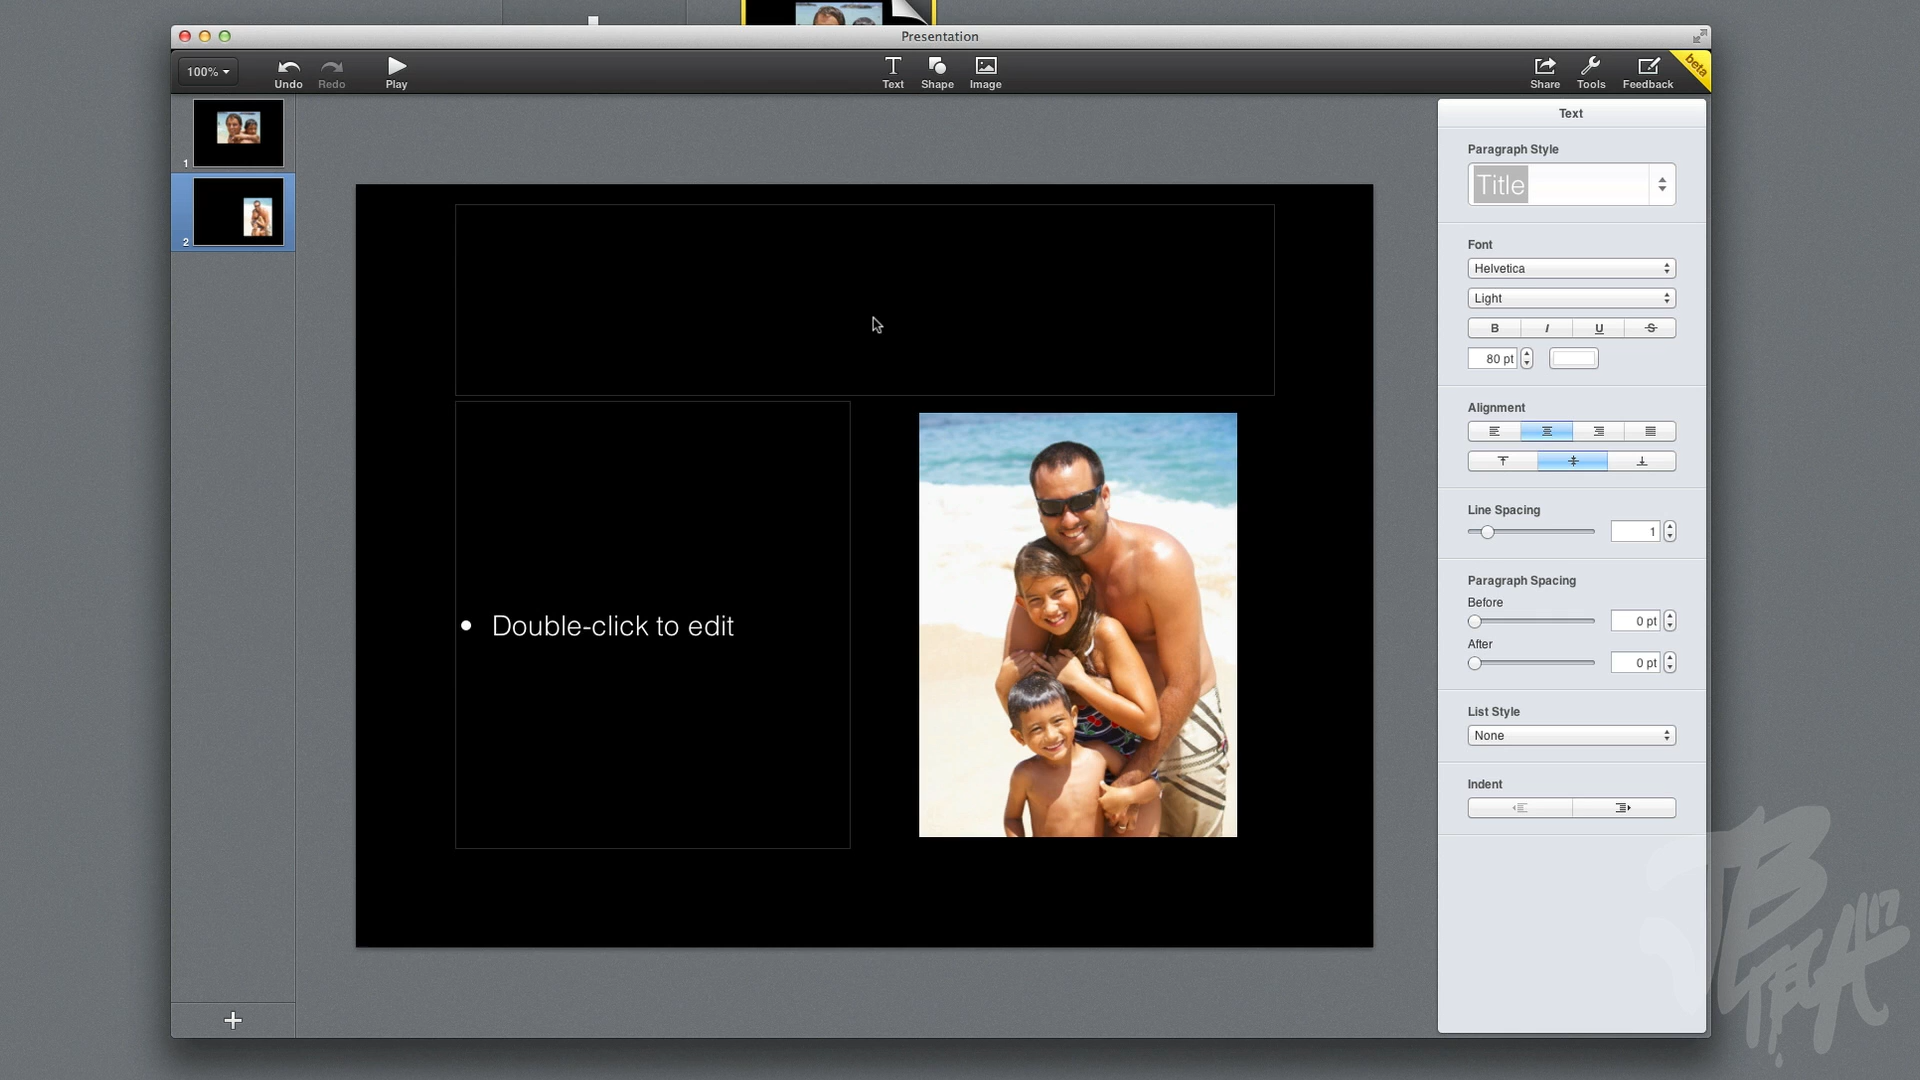 Presentation
100%
Undo
Redo
Play
Text
Shape
Image
Share
Tools
Feedback
beta
1
2
Double-click to edit
Text
Paragraph Style
Title
Font
Helvetica
Light
B I U S
80 pt
Alignment
Line Spacing
1
Paragraph Spacing
Before
0 pt
After
0 pt
List Style
None
Indent